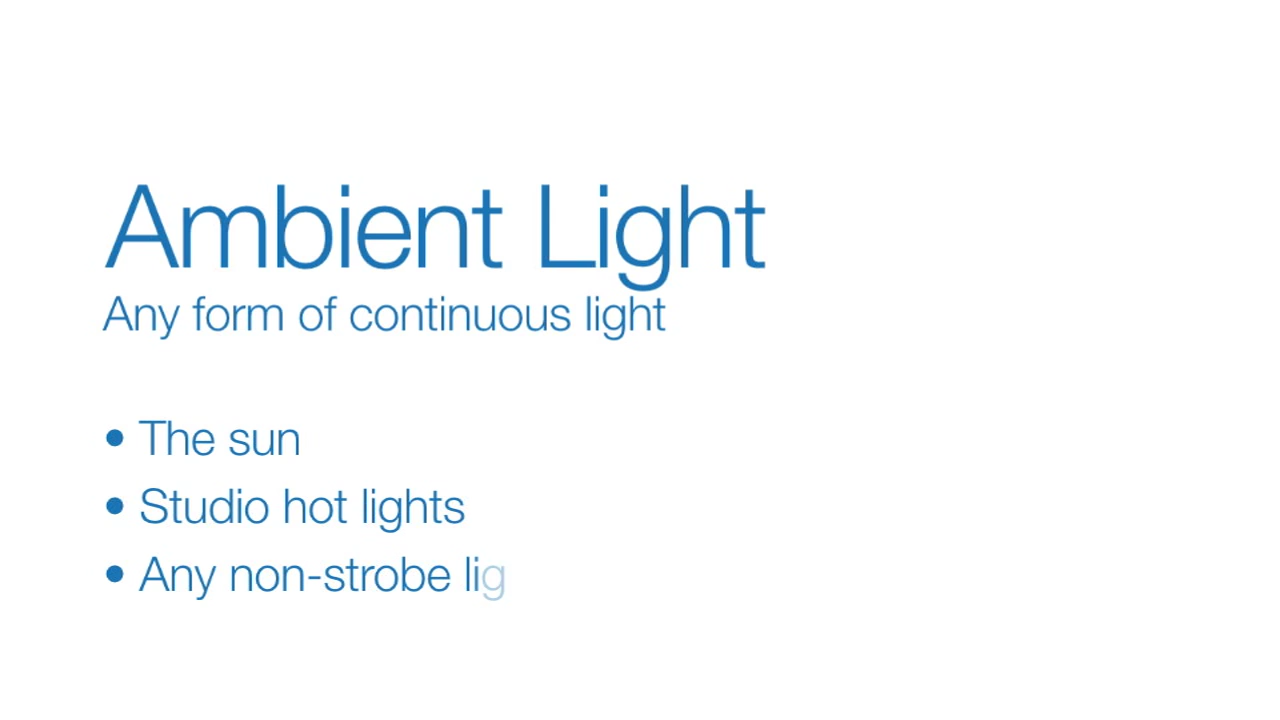 Ambient Light
Any form of continuous light
• The sun
• Studio hot lights
• Any non-strobe lig